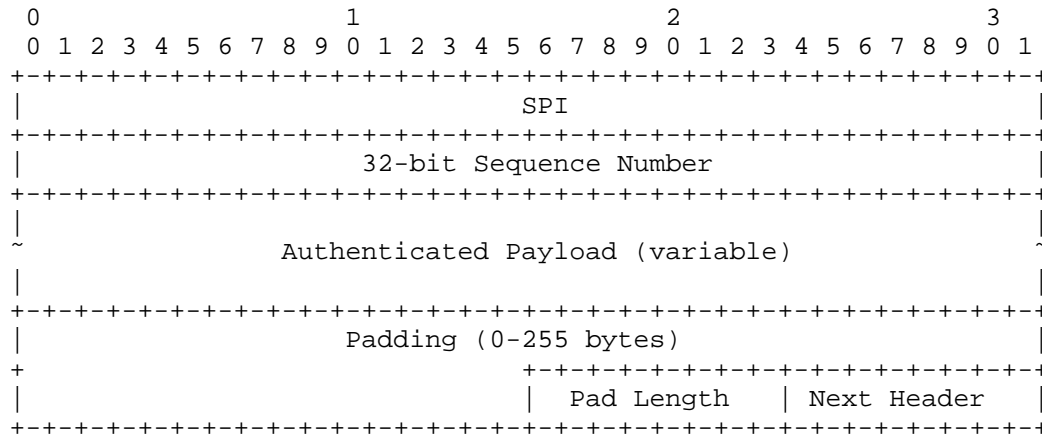 0                   1                   2                   3
 0 1 2 3 4 5 6 7 8 9 0 1 2 3 4 5 6 7 8 9 0 1 2 3 4 5 6 7 8 9 0 1
+-+-+-+-+-+-+-+-+-+-+-+-+-+-+-+-+-+-+-+-+-+-+-+-+-+-+-+-+-+-+-+-+
|                               SPI                             |
+-+-+-+-+-+-+-+-+-+-+-+-+-+-+-+-+-+-+-+-+-+-+-+-+-+-+-+-+-+-+-+-+
|                     32-bit Sequence Number                    |
+-+-+-+-+-+-+-+-+-+-+-+-+-+-+-+-+-+-+-+-+-+-+-+-+-+-+-+-+-+-+-+-+
|                                                               |
~                Authenticated Payload (variable)               ~
|                                                               |
+-+-+-+-+-+-+-+-+-+-+-+-+-+-+-+-+-+-+-+-+-+-+-+-+-+-+-+-+-+-+-+-+
|                    Padding (0-255 bytes)                      |
+                               +-+-+-+-+-+-+-+-+-+-+-+-+-+-+-+-+
|                               |  Pad Length   | Next Header   |
+-+-+-+-+-+-+-+-+-+-+-+-+-+-+-+-+-+-+-+-+-+-+-+-+-+-+-+-+-+-+-+-+